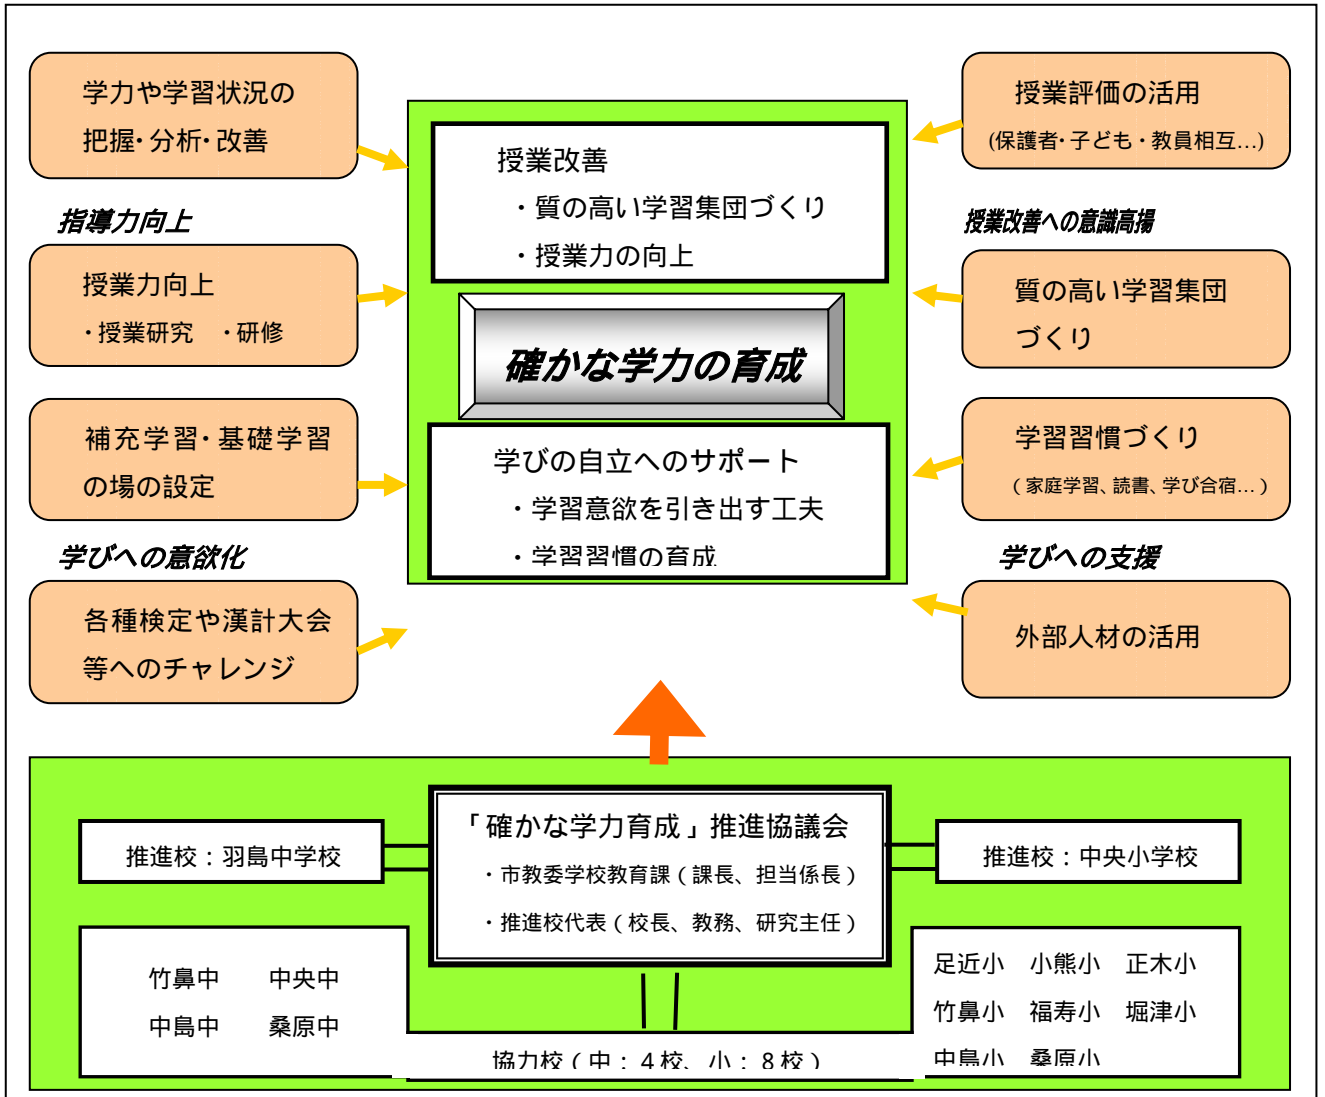 学力や学習状況の
把握・分析・改善
指導力向上
授業力向上
・授業研究　・研修
補充学習・基礎学習
の場の設定
学びへの意欲化
各種検定や漢計大会
等へのチャレンジ
授業改善
・質の高い学習集団づくり
・授業力の向上
確かな学力の育成
学びの自立へのサポート
・学習意欲を引き出す工夫
・学習習慣の育成
授業評価の活用
(保護者・子ども・教員相互…)
授業改善への意識高揚
質の高い学習集団
づくり
学習習慣づくり
（家庭学習、読書、学び合宿…）
学びへの支援
外部人材の活用
「確かな学力育成」推進協議会
・市教委学校教育課（課長、担当係長）
・推進校代表（校長、教務、研究主任）
推進校：羽島中学校
推進校：中央小学校
竹鼻中　　中央中
中島中　　桑原中
足近小　小熊小　正木小
竹鼻小　福寿小　堀津小
中島小　桑原小
協力校（中：４校、小：８校）